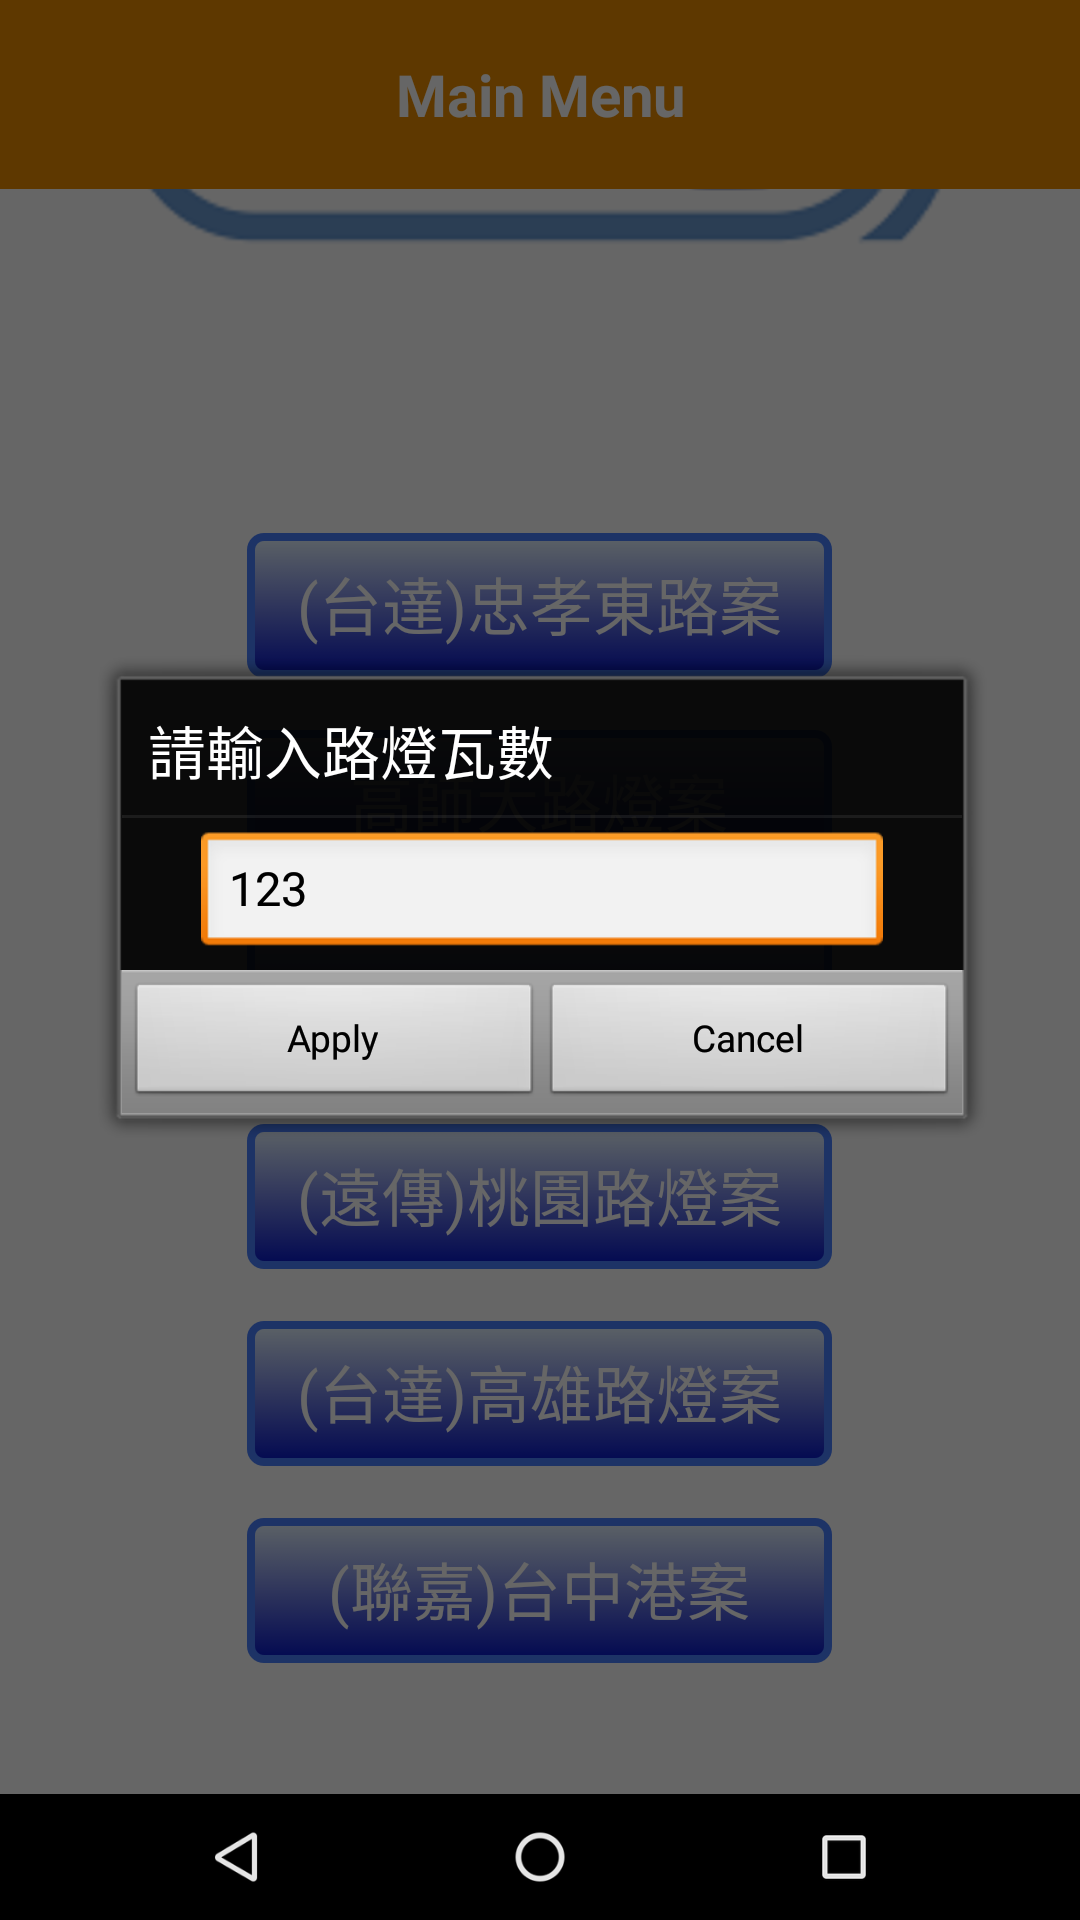 Main Menu
(台達)忠孝東路案
請輸入路燈瓦數
高師大路燈案
123
Apply
Cancel
(遠傳)桃園路燈案
(台達)高雄路燈案
(聯嘉)台中港案